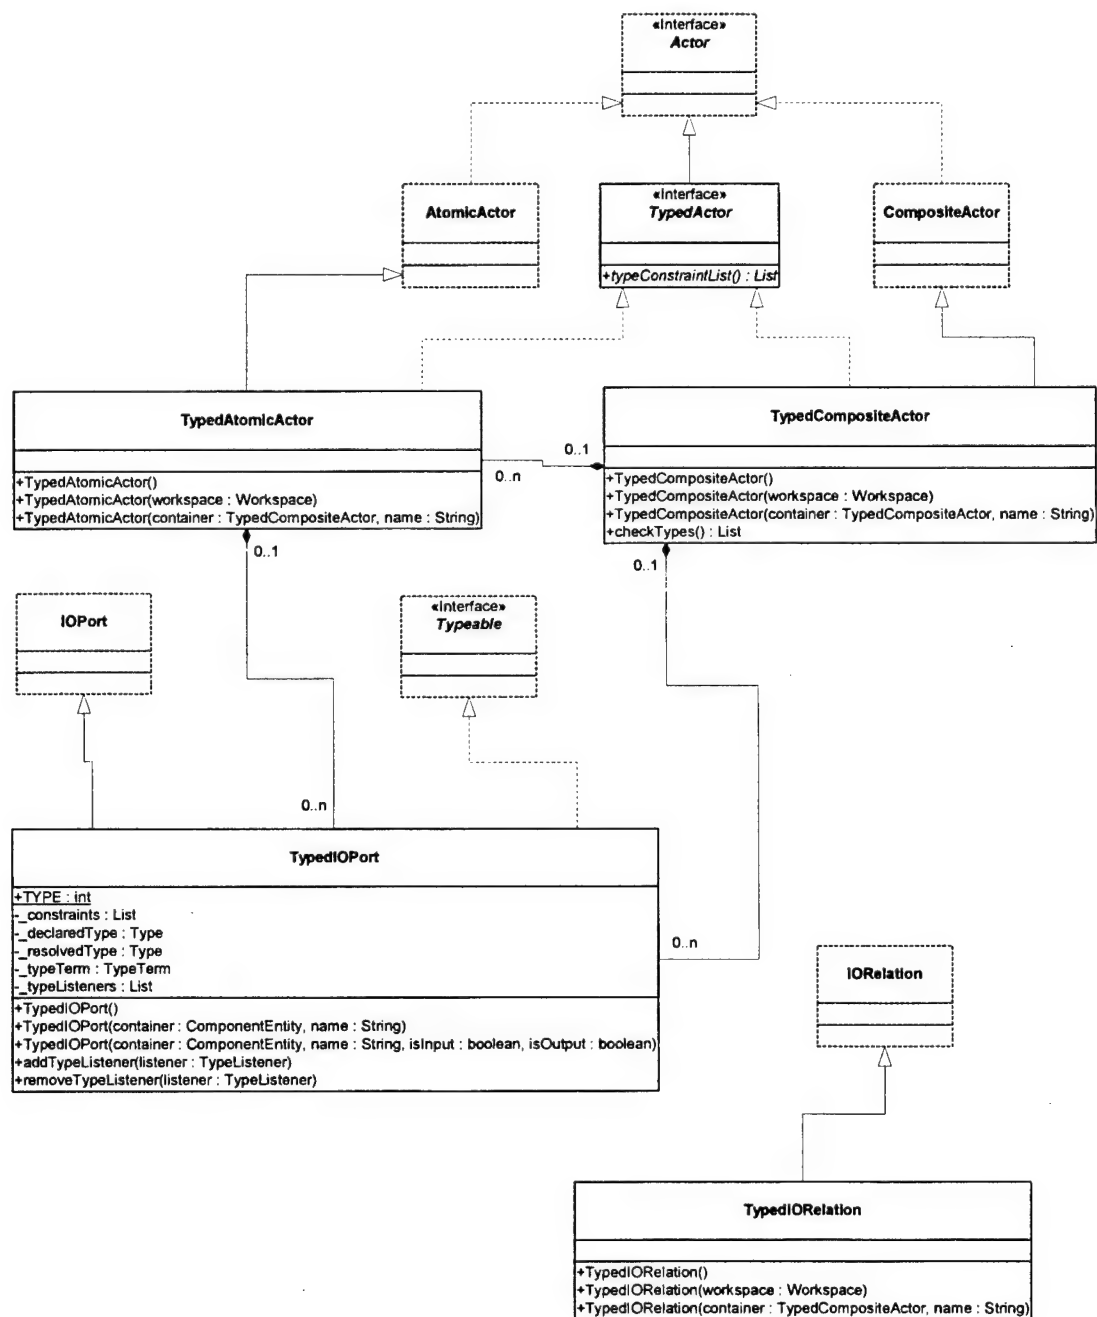 «Interface»
Actor
AtomicActor
«Interface»
TypedActor
+typeConstraintList() : List
CompositeActor
TypedAtomicActor
+TypedAtomicActor()
+TypedAtomicActor(workspace : Workspace)
+TypedAtomicActor(container : TypedCompositeActor, name : String)
0..n
0..1
TypedCompositeActor
+TypedCompositeActor()
+TypedCompositeActor(workspace : Workspace)
+TypedCompositeActor(container : TypedCompositeActor, name : String)
+checkTypes() : List
0..1
0..1
IOPort
«Interface»
Typeable
0..n
TypedIOPort
+TYPE : int
-_constraints : List
-_declaredType : Type
-_resolvedType : Type
-_typeTerm : TypeTerm
-_typeListeners : List
+TypedIOPort()
+TypedIOPort(container : ComponentEntity, name : String)
+TypedIOPort(container : ComponentEntity, name : String, isInput : boolean, isOutput : boolean)
+addTypeListener(listener : TypeListener)
+removeTypeListener(listener : TypeListener)
0..n
IORelation
TypedIORelation
+TypedIORelation()
+TypedIORelation(workspace : Workspace)
+TypedIORelation(container : TypedCompositeActor, name : String)